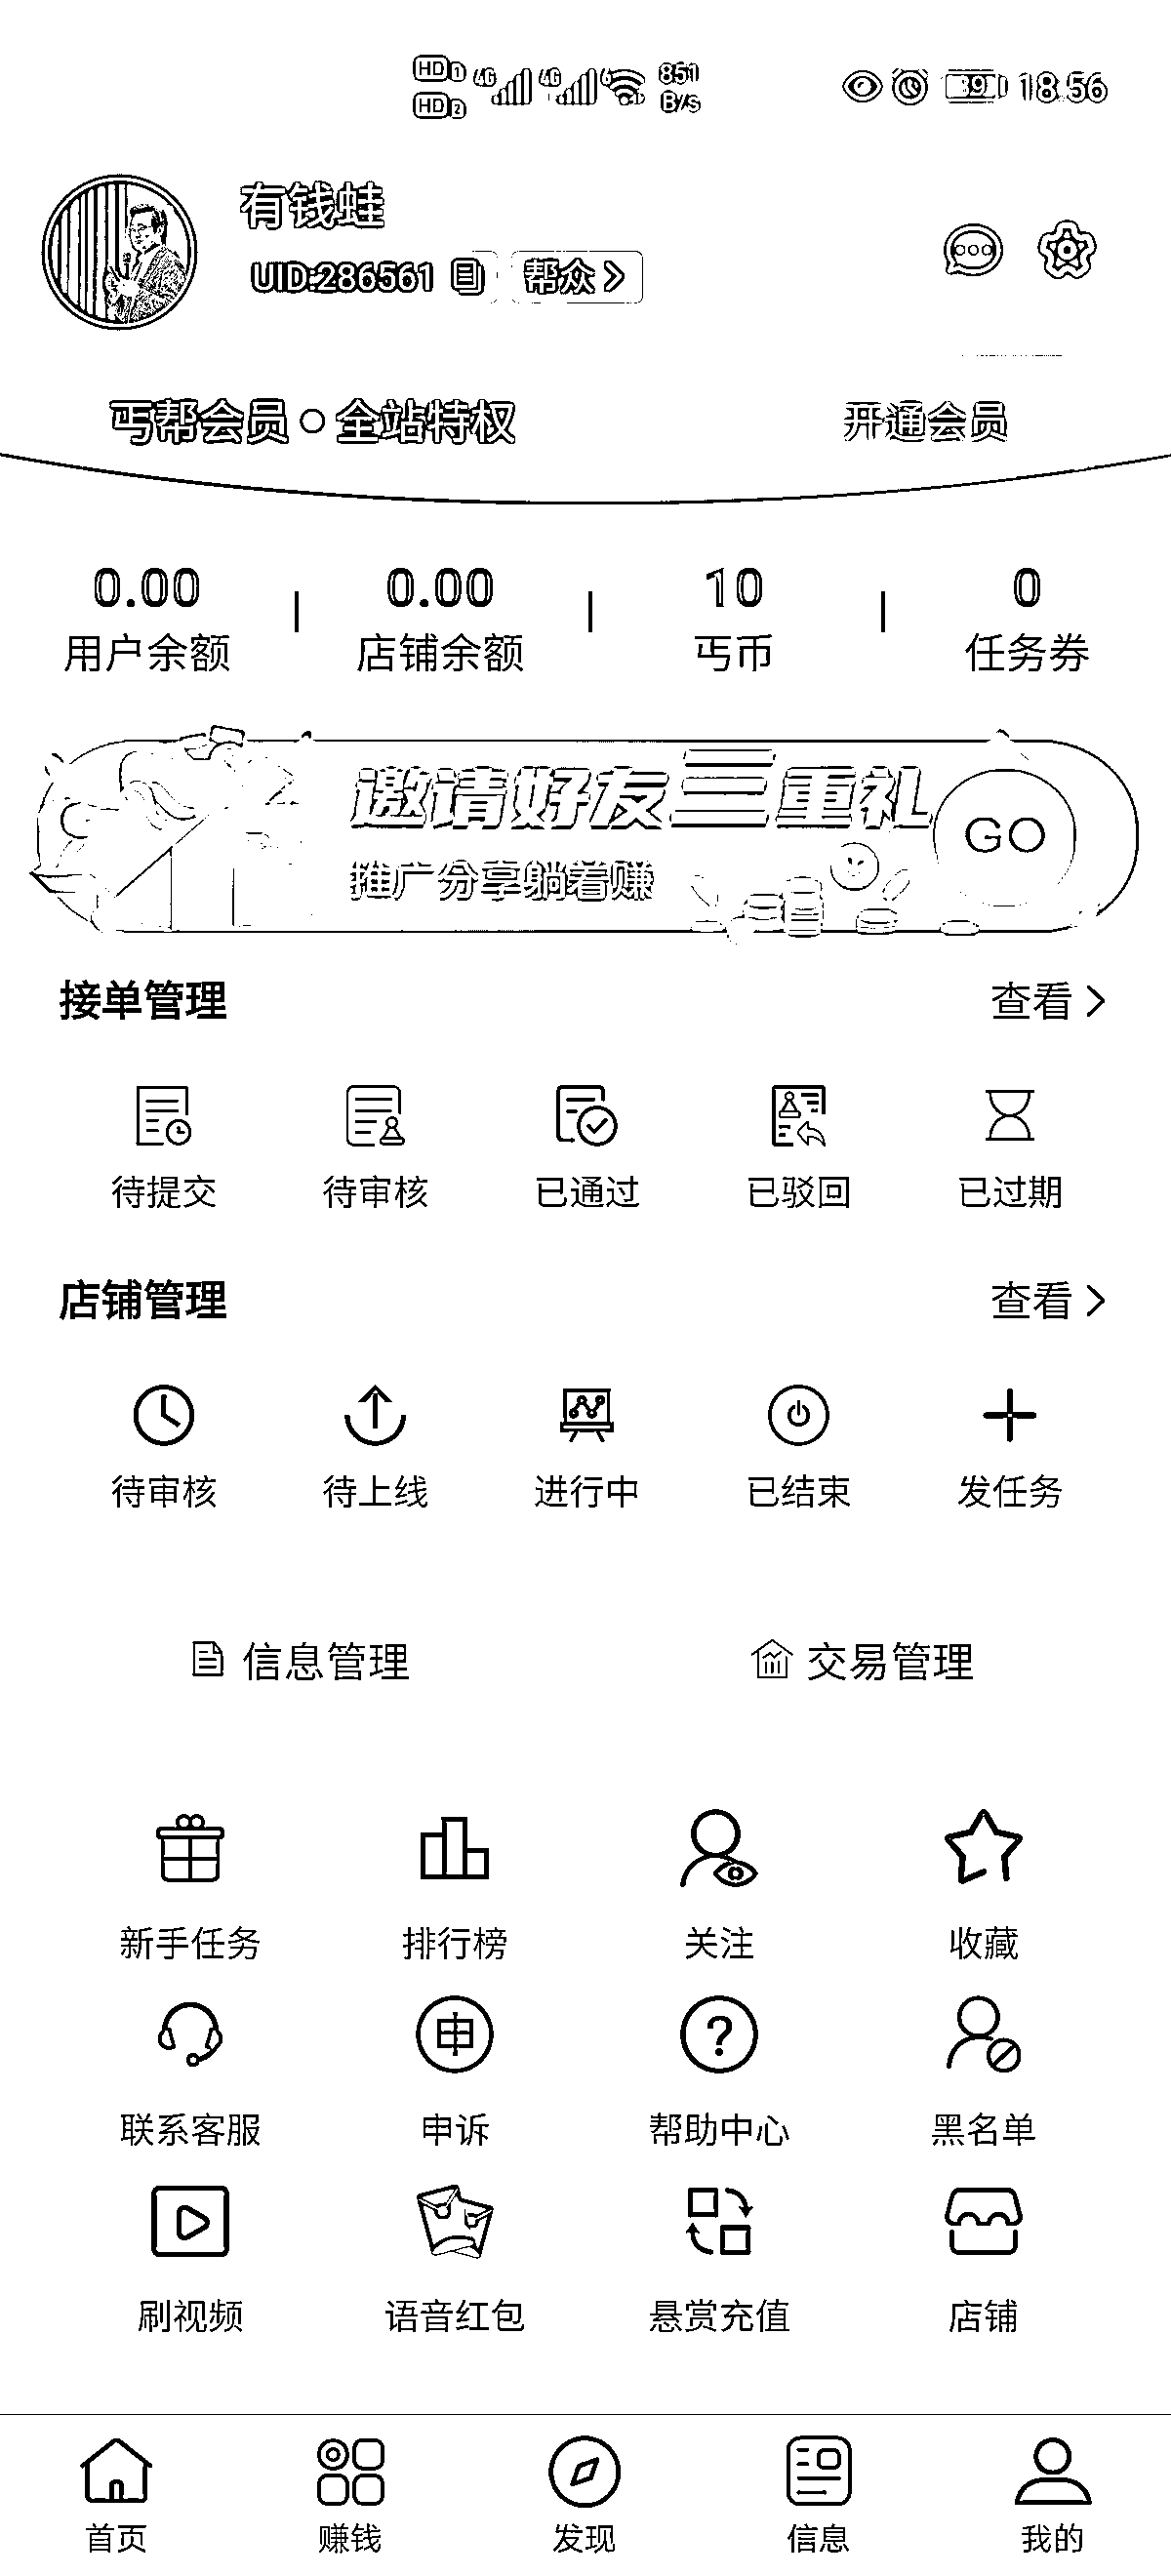 HD 1 4G 4G 851 B/s 39 18:56
HD 2
有钱蛙
UID:286561 帮众
丐帮会员 全站特权 开通会员
0.00 0.00 10 0
用户余额 店铺余额 丐币 任务券
邀请好友三重礼
GO
推广分享躺着赚
接单管理 查看
待提交 待审核 已通过 已驳回 已过期
店铺管理 查看
待审核 待上线 进行中 已结束 发任务
信息管理 交易管理
新手任务 排行榜 关注 收藏
申
联系客服 申诉 帮助中心 黑名单
刷视频 语音红包 悬赏充值 店铺
首页 赚钱 发现 信息 我的